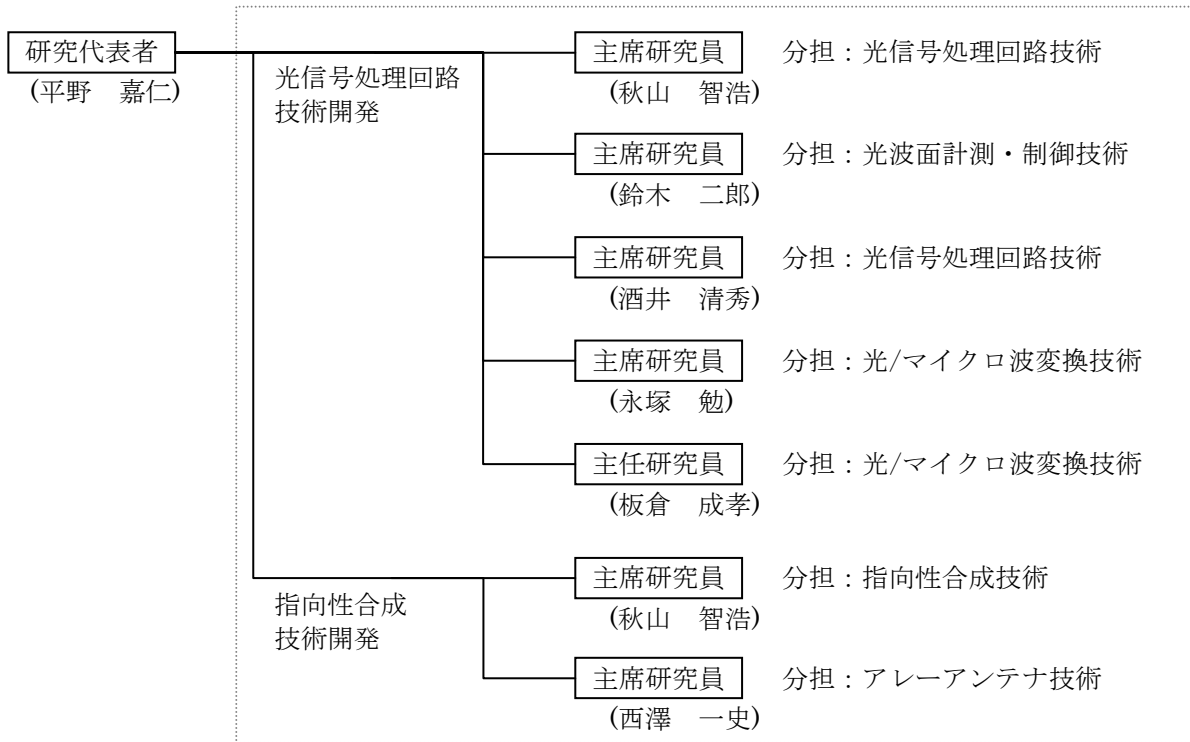 研究代表者
(平野　嘉仁)
光信号処理回路
技術開発
主席研究員　分担：光信号処理回路技術
(秋山　智浩)
主席研究員　分担：光波面計測・制御技術
(鈴木　二郎)
主席研究員　分担：光信号処理回路技術
(酒井　清秀)
主席研究員　分担：光/マイクロ波変換技術
(永塚　勉)
主任研究員　分担：光/マイクロ波変換技術
(板倉　成孝)
指向性合成
技術開発
主席研究員　分担：指向性合成技術
(秋山　智浩)
主席研究員　分担：アレーアンテナ技術
(西澤　一史)